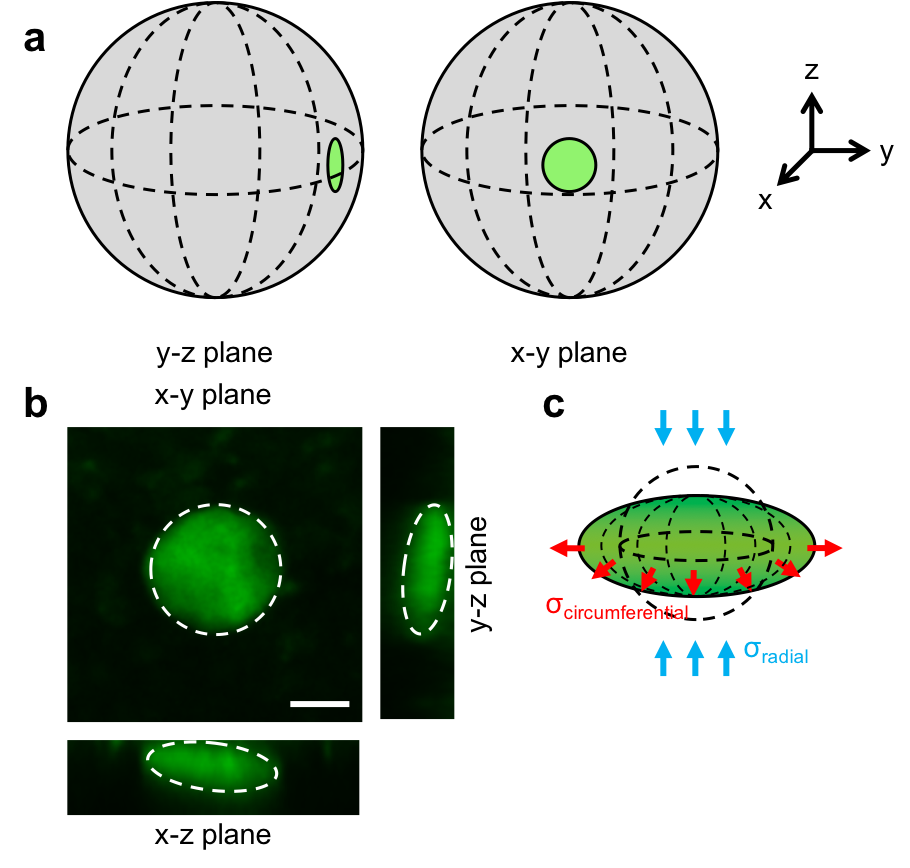 a
z
y
x
y-z plane
x-y plane
b
x-y plane
c
y-z plane
σcircumferential
σradial
x-z plane